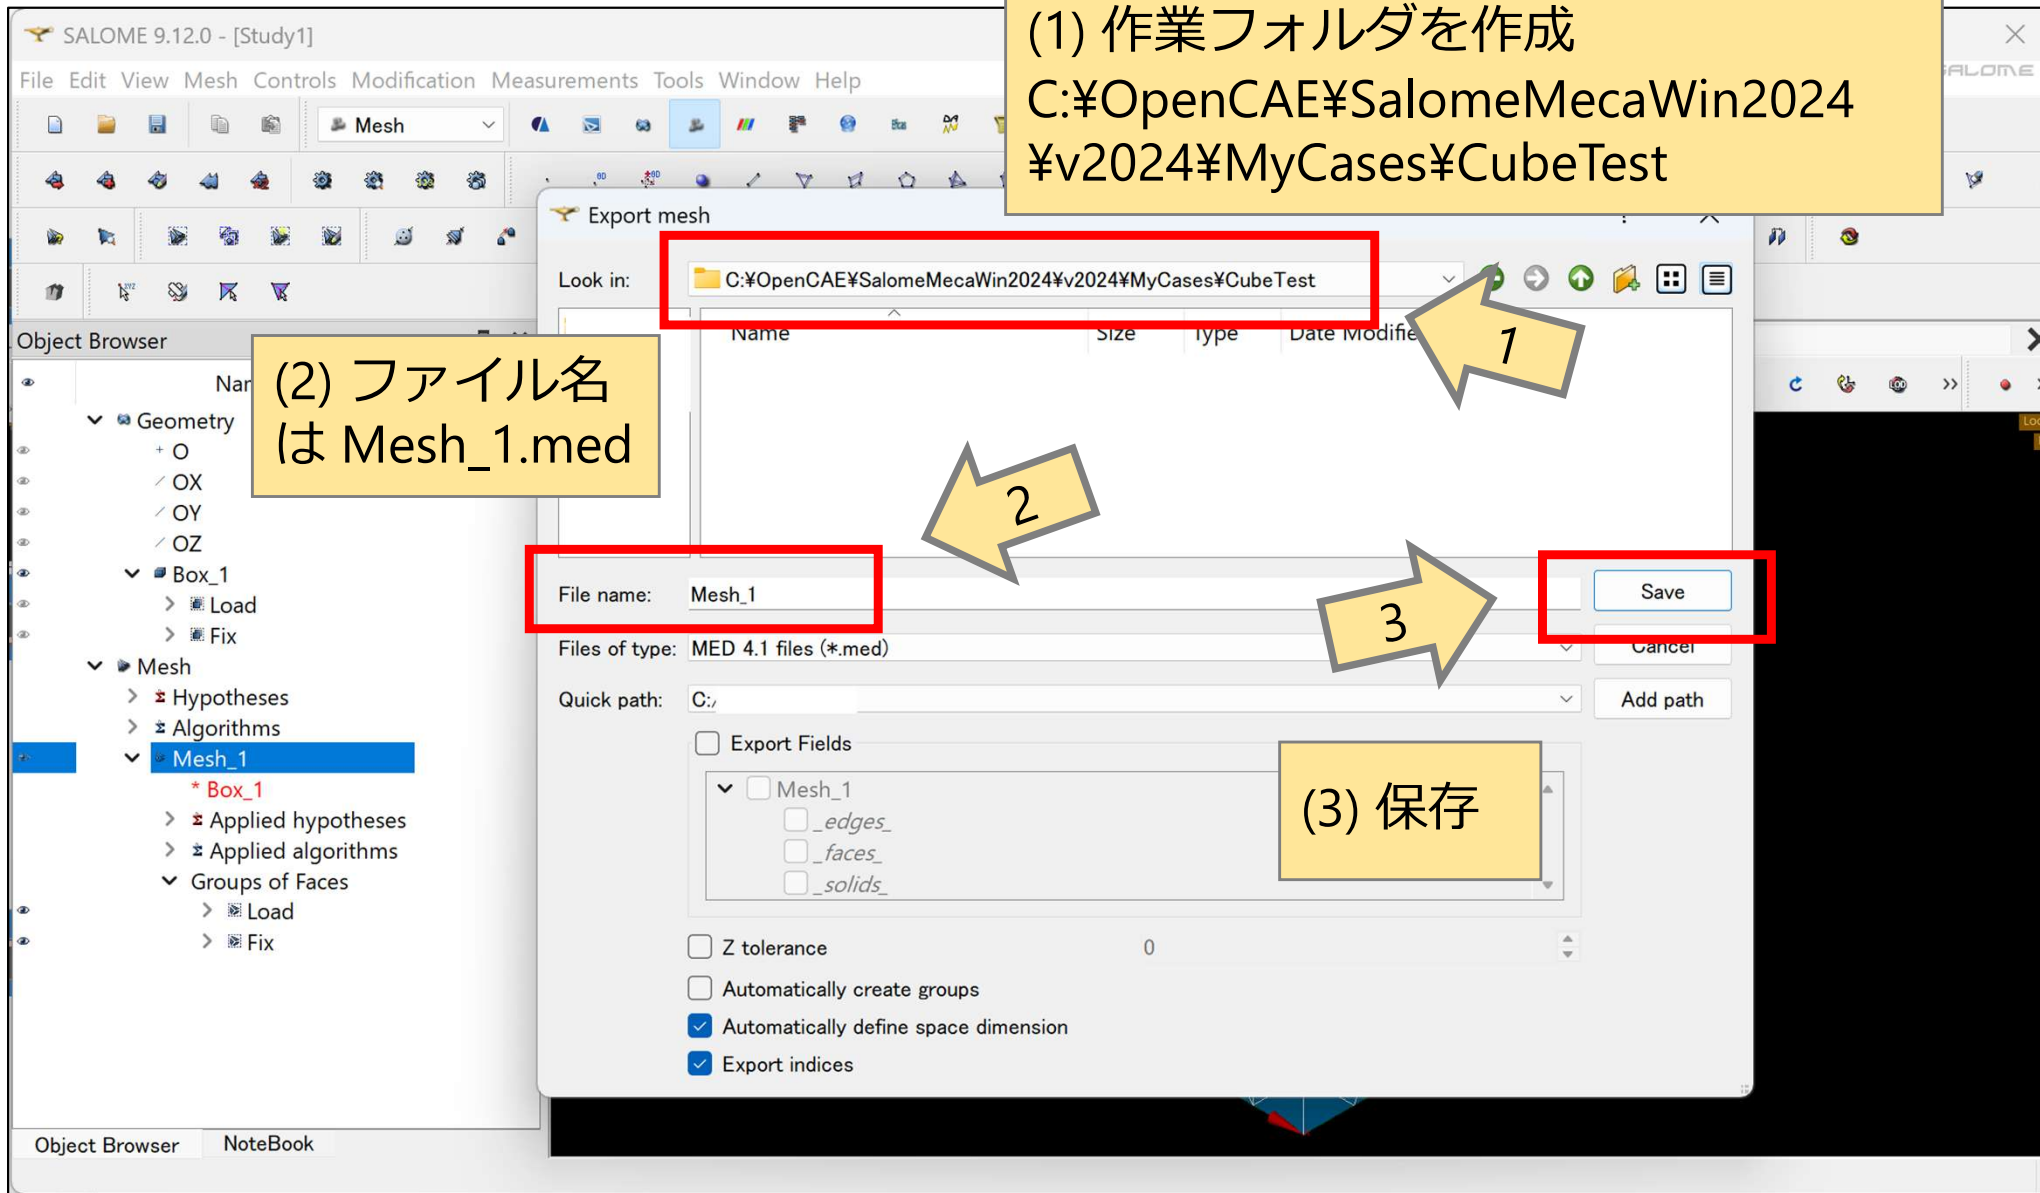 SALOME 9.12.0 - [Study1]
(1) 作業フォルダを作成
C:¥OpenCAE¥SalomeMecaWin2024
¥v2024¥MyCases¥CubeTest
File Edit View Mesh Controls Modification Measurements Tools Window Help
SALOME
Mesh
Export mesh
Look in:
C:¥OpenCAE¥SalomeMecaWin2024¥v2024¥MyCases¥CubeTest
1
Name Size Type Date Modifie
Object Browser
(2) ファイル名
は Mesh_1.med
Geometry
O
OX
OY
OZ
Box_1
Load
Fix
Mesh
Hypotheses
Algorithms
Mesh_1
* Box_1
Applied hypotheses
Applied algorithms
Groups of Faces
Load
Fix
2
File name: Mesh_1
3
Save
Files of type: MED 4.1 files (*.med)
Cancel
Quick path: C:/
Add path
Export Fields
Mesh_1
_edges_
_faces_
_solids_
(3) 保存
Z tolerance 0
Automatically create groups
Automatically define space dimension
Export indices
Object Browser NoteBook